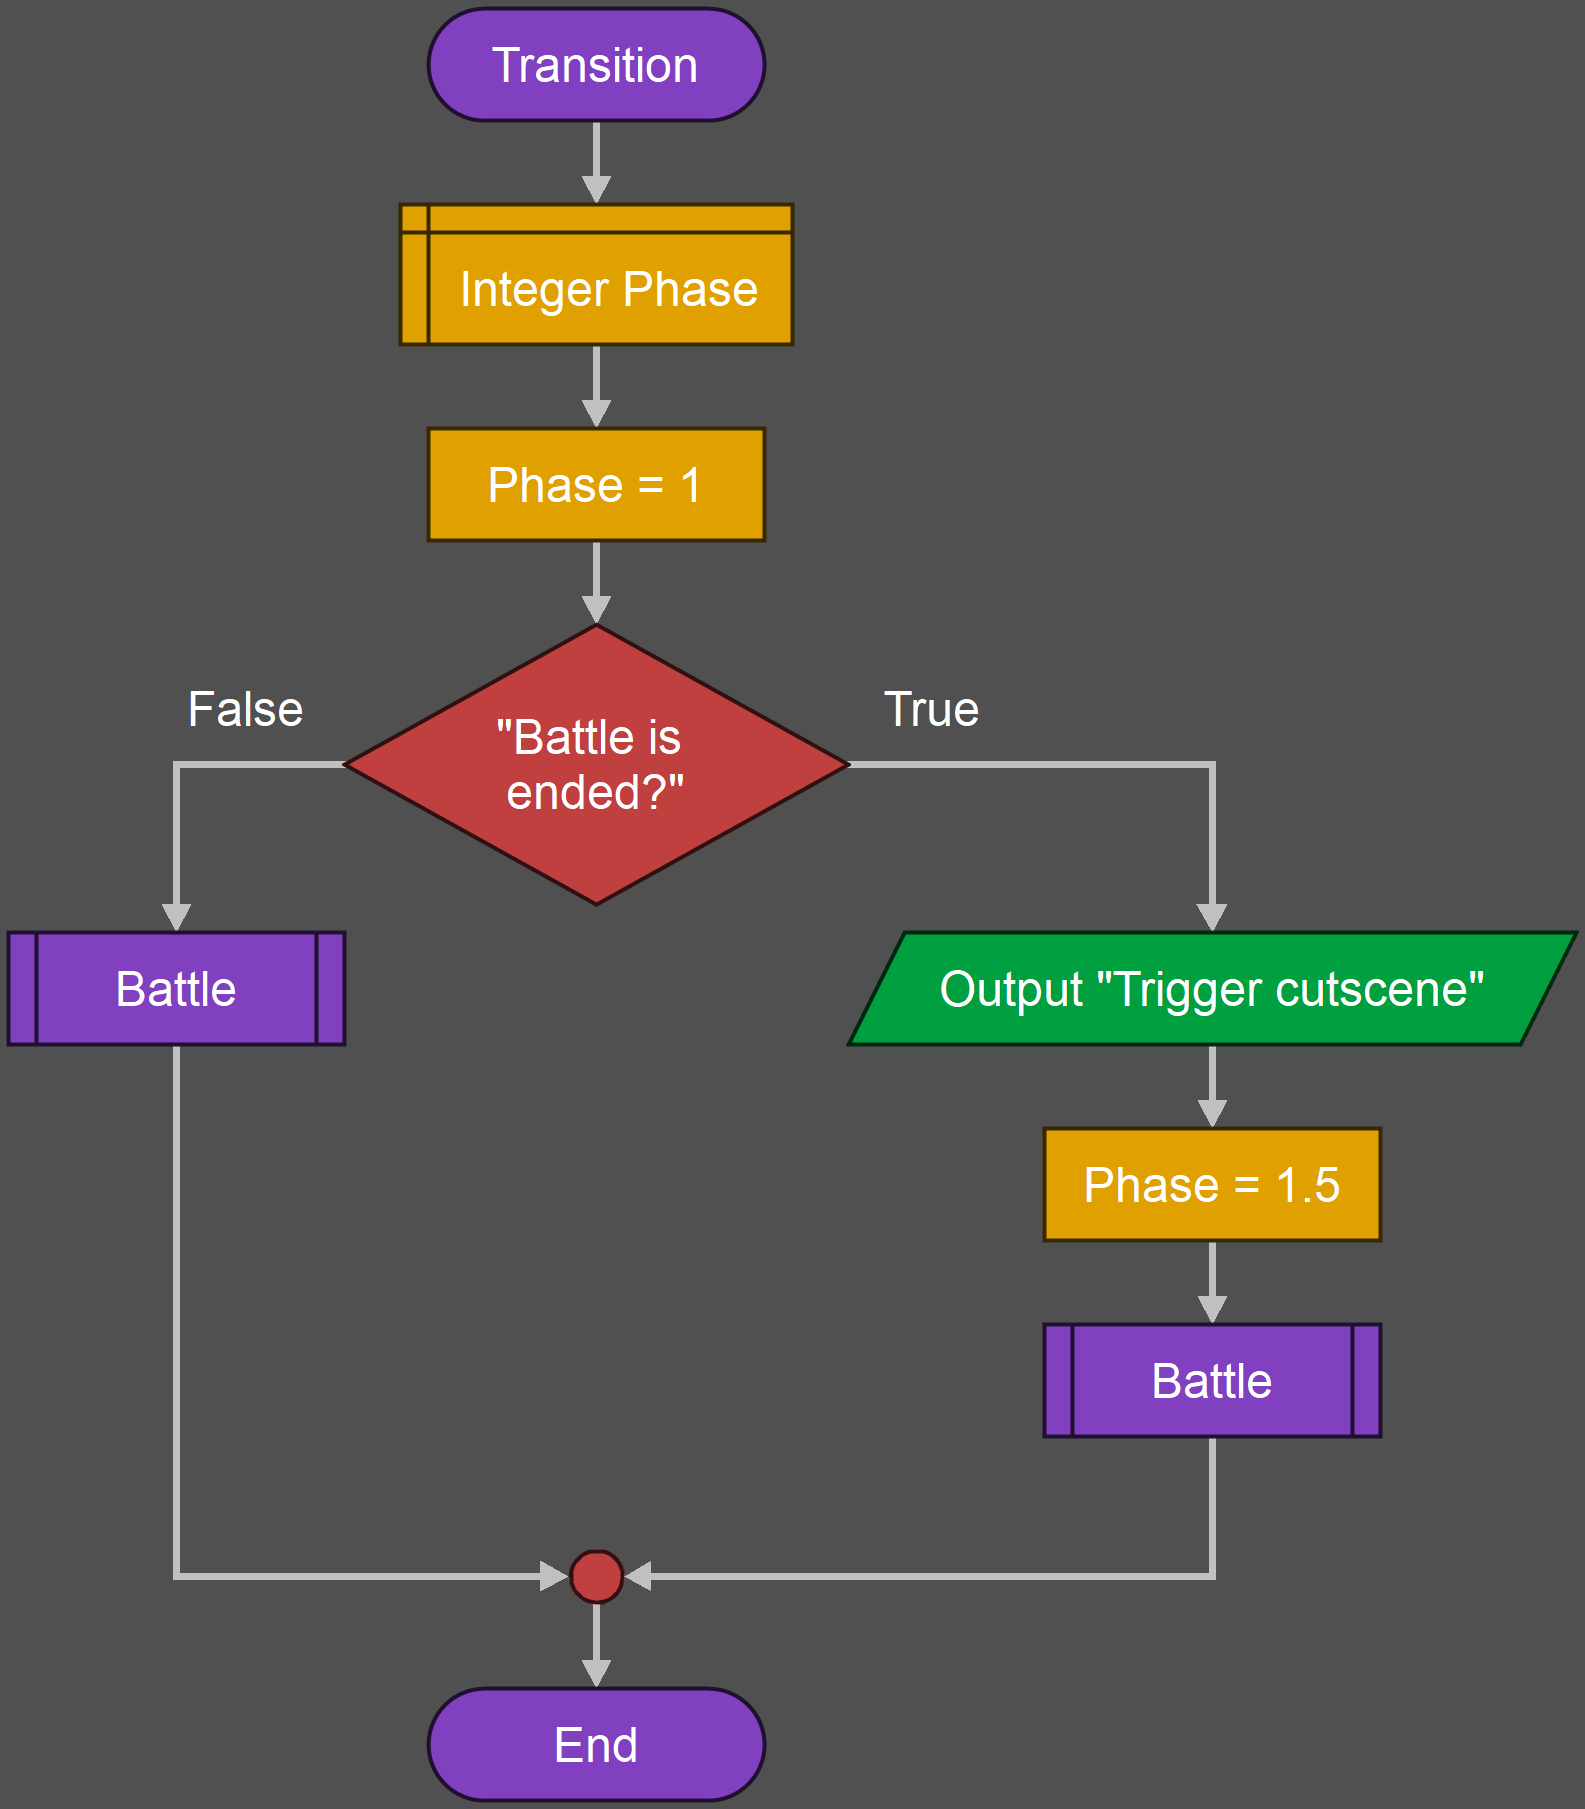 Transition
Integer Phase
Phase = 1
"Battle is
ended?"
False
True
Battle
Output "Trigger cutscene"
Phase = 1.5
Battle
End